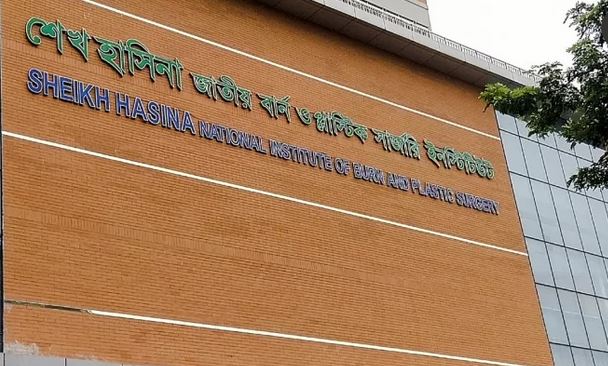 শেখ হাসিনা জাতীয় বার্ন ও প্লাস্টিক সার্জারি ইনস্টিটিউট
SHEIKH HASINA NATIONAL INSTITUTE OF BURN AND PLASTIC SURGERY